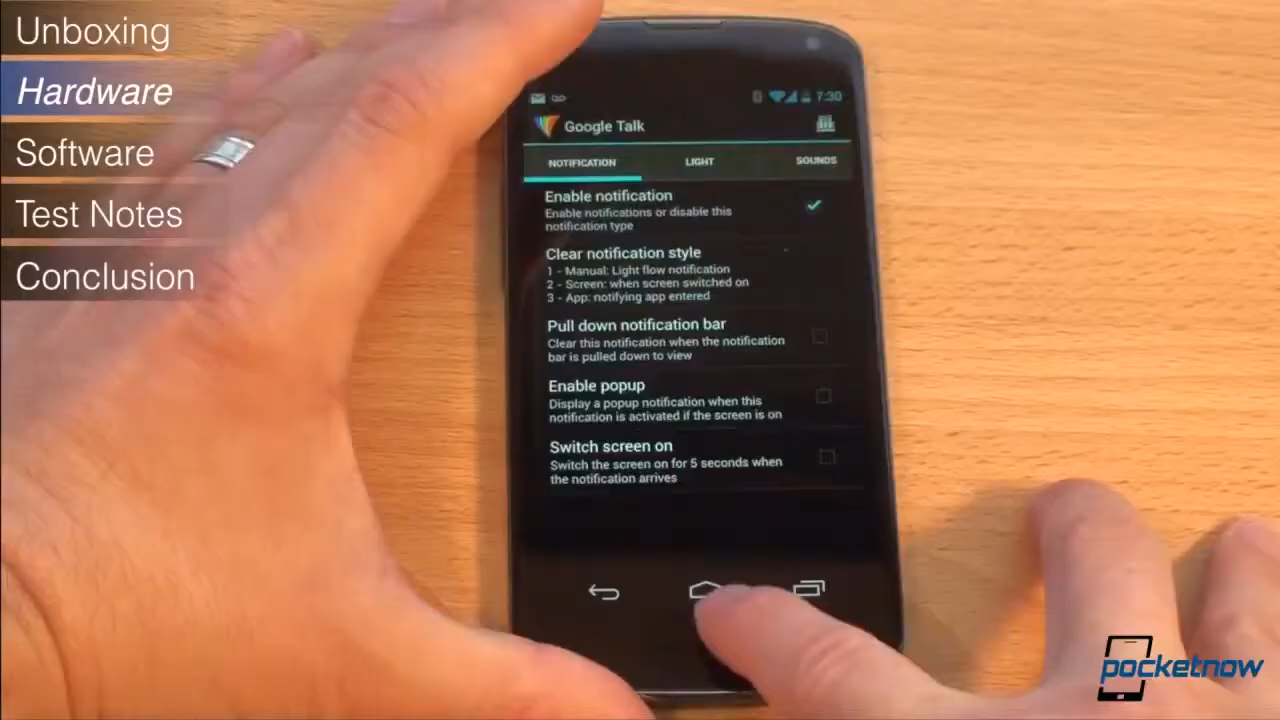 Unboxing
Hardware
Software
Test Notes
Conclusion
7:30
Google Talk
NOTIFICATION LIGHT SOUNDS
Enable notification
Enable notifications or disable this
notification type
Clear notification style
1 - Manual: Light flow notification
2 - Screen: when screen switched on
3 - App: notifying app entered
Pull down notification bar
Clear this notification when the notification
bar is pulled down to view
Enable popup
Display a popup notification when this
notification is activated if the screen is on
Switch screen on
Switch the screen on for 5 seconds when
the notification arrives
pocketnow